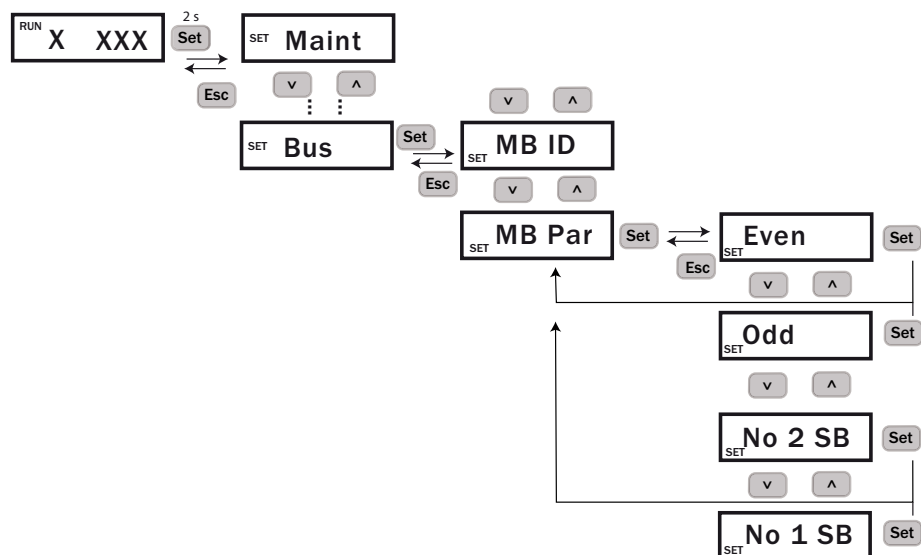 2 s
RUN X XXX Set SET Maint
Esc v ^
SET Bus Set v ^
SET MB ID
Esc v ^
SET MB Par Set SET Even Set
Esc v ^
SET Odd Set
v ^
SET No 2 SB Set
v ^
SET No 1 SB Set